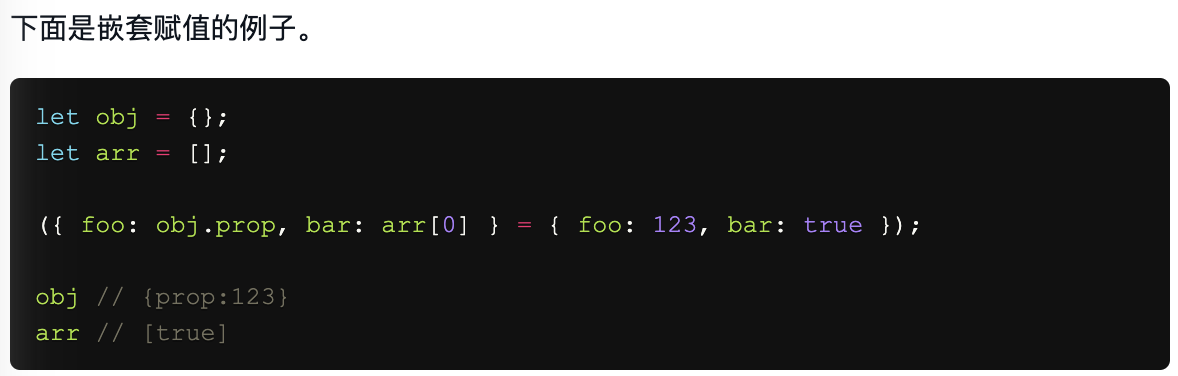 下面是嵌套赋值的例子。
let obj = {};
let arr = [];
({ foo: obj.prop, bar: arr[0] } = { foo: 123, bar: true });
obj // {prop:123}
arr // [true]